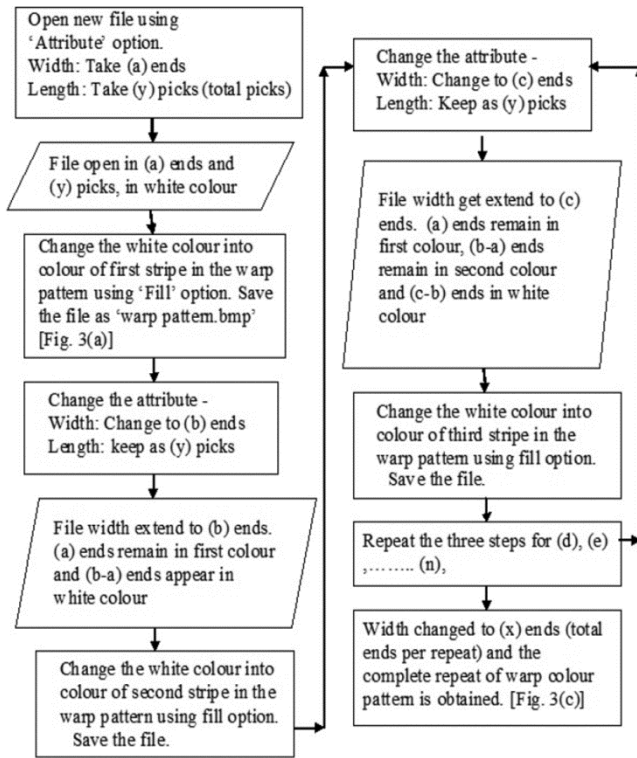 Open new file using
‘Attribute’ option.
Width: Take (a) ends
Length: Take (y) picks (total picks)
File open in (a) ends and
(y) picks, in white colour
Change the white colour into
colour of first stripe in the warp
pattern using ‘Fill’ option. Save
the file as ‘warp pattern.bmp’
[Fig. 3(a)]
Change the attribute -
Width: Change to (b) ends
Length: keep as (y) picks
File width extend to (b) ends.
(a) ends remain in first colour
and (b-a) ends appear in
white colour
Change the white colour into
colour of second stripe in the
warp pattern using fill option.
Save the file.
Change the attribute -
Width: Change to (c) ends
Length: Keep as (y) picks
File width get extend to (c)
ends. (a) ends remain in
first colour, (b-a) ends
remain in second colour
and (c-b) ends in white
colour
Change the white colour into
colour of third stripe in the
warp pattern using fill option.
Save the file.
Repeat the three steps for (d), (e)
,…….. (n),
Width changed to (x) ends (total
ends per repeat) and the
complete repeat of warp colour
pattern is obtained. [Fig. 3(c)]